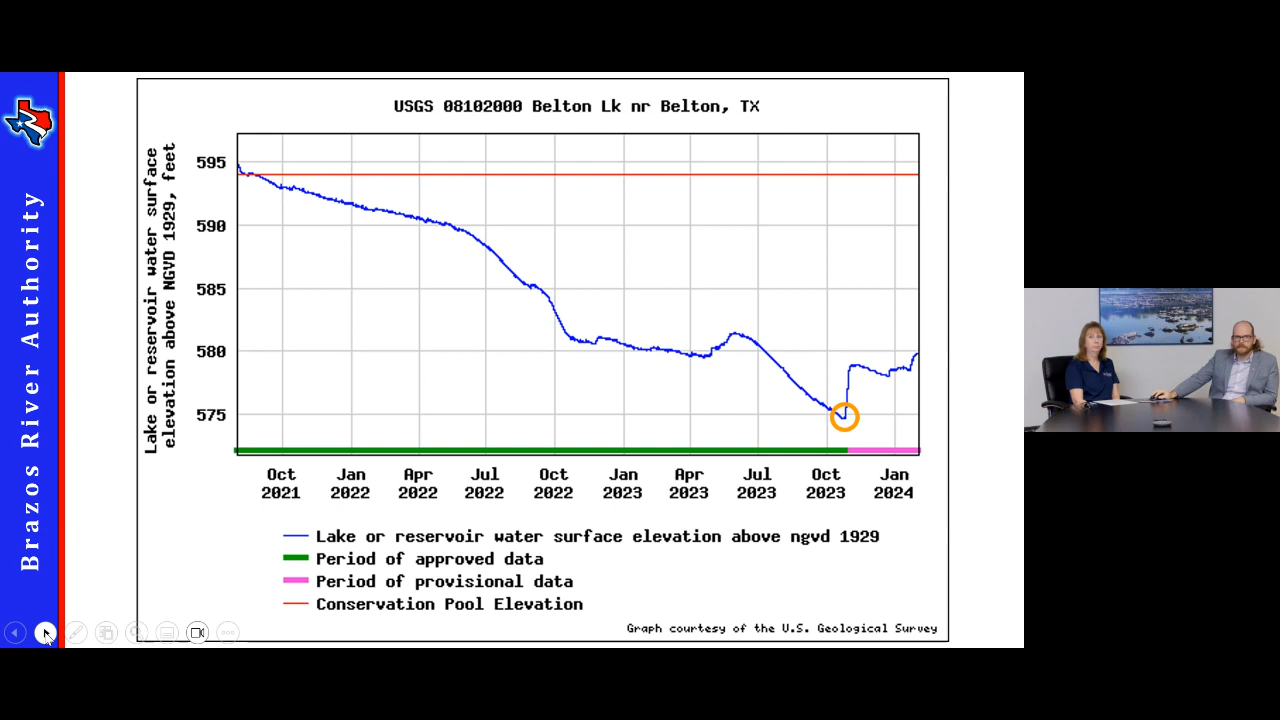 Brazos River Authority
USGS 08102000 Belton Lk nr Belton, TX
Lake or reservoir water surface
elevation above NGVD 1929, feet
595
590
585
580
575
Oct 2021
Jan 2022
Apr 2022
Jul 2022
Oct 2022
Jan 2023
Apr 2023
Jul 2023
Oct 2023
Jan 2024
Lake or reservoir water surface elevation above ngvd 1929
Period of approved data
Period of provisional data
Conservation Pool Elevation
Graph courtesy of the U.S. Geological Survey